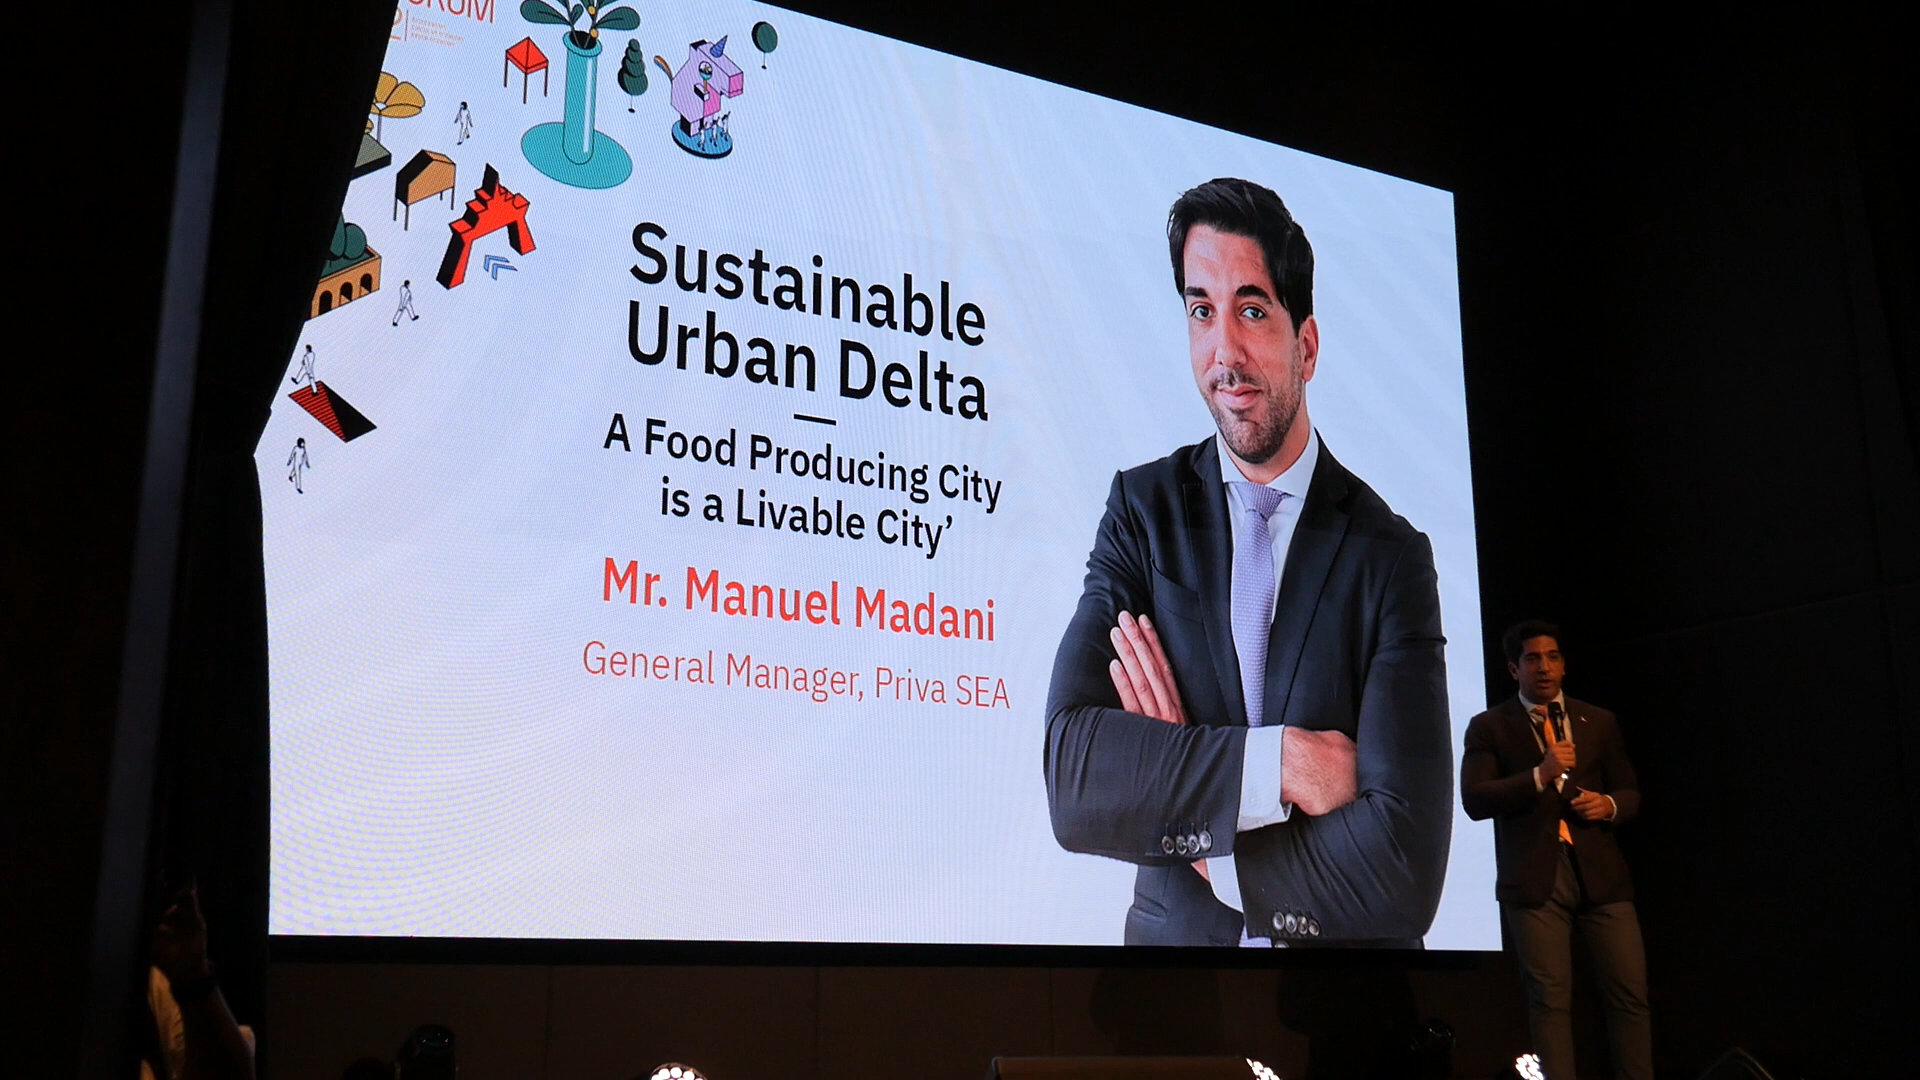 Sustainable
Urban Delta
—
A Food Producing City
is a Livable City’
Mr. Manuel Madani
General Manager, Priva SEA